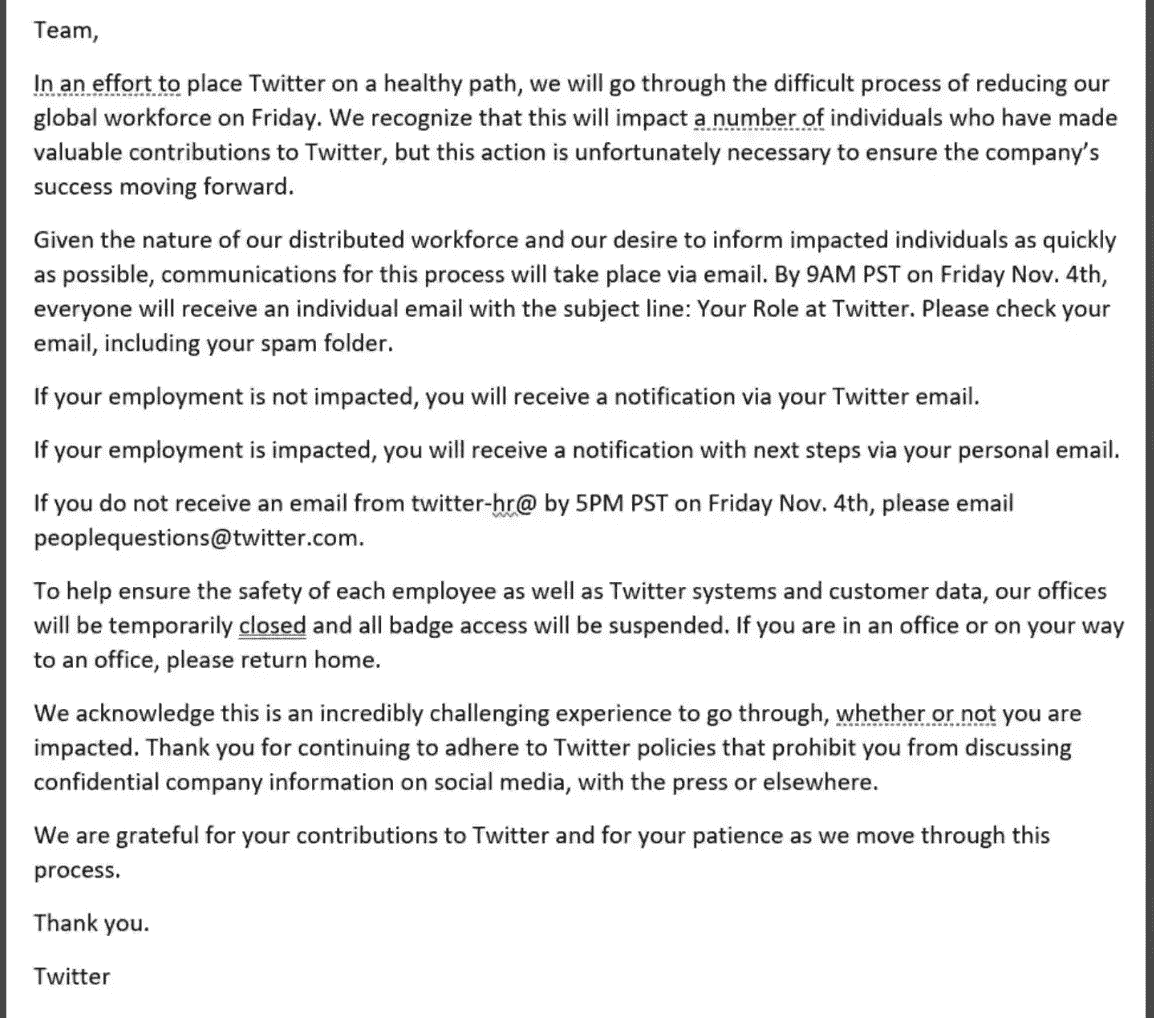 Team,
In an effort to place Twitter on a healthy path, we will go through the difficult process of reducing our
global workforce on Friday. We recognize that this will impact a number of individuals who have made
valuable contributions to Twitter, but this action is unfortunately necessary to ensure the company's
success moving forward.
Given the nature of our distributed workforce and our desire to inform impacted individuals as quickly
as possible, communications for this process will take place via email. By 9AM PST on Friday Nov. 4th,
everyone will receive an individual email with the subject line: Your Role at Twitter. Please check your
email, including your spam folder.
If your employment is not impacted, you will receive a notification via your Twitter email.
If your employment is impacted, you will receive a notification with next steps via your personal email.
If you do not receive an email from twitter-hr@ by 5PM PST on Friday Nov. 4th, please email
peoplequestions@twitter.com.
To help ensure the safety of each employee as well as Twitter systems and customer data, our offices
will be temporarily closed and all badge access will be suspended. If you are in an office or on your way
to an office, please return home.
We acknowledge this is an incredibly challenging experience to go through, whether or not you are
impacted. Thank you for continuing to adhere to Twitter policies that prohibit you from discussing
confidential company information on social media, with the press or elsewhere.
We are grateful for your contributions to Twitter and for your patience as we move through this
process.
Thank you.
Twitter